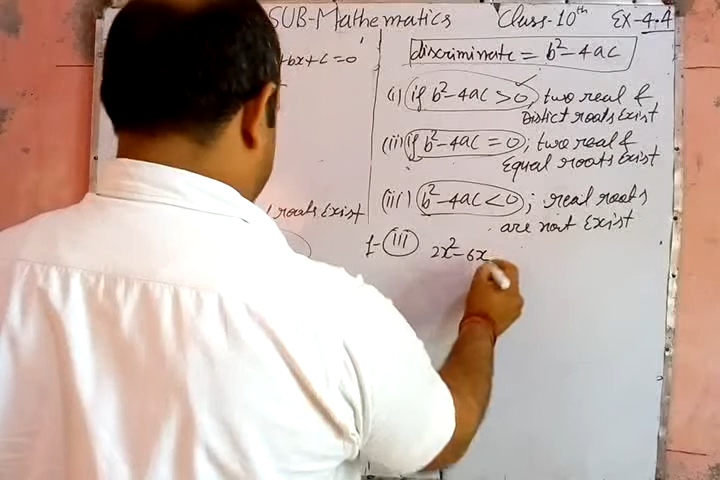 SUB-Mathematics Class-10th EX-4.4
+bx+c=0
discriminate = b²-4ac
(i) if b²-4ac >0, two real &
Distict roots Exist
(ii) if b²-4ac = 0; two real &
Equal roots Exist
(iii) b²-4ac <0; real roots
are not Exist
l roots Exist
1-(III) 2x²-6x